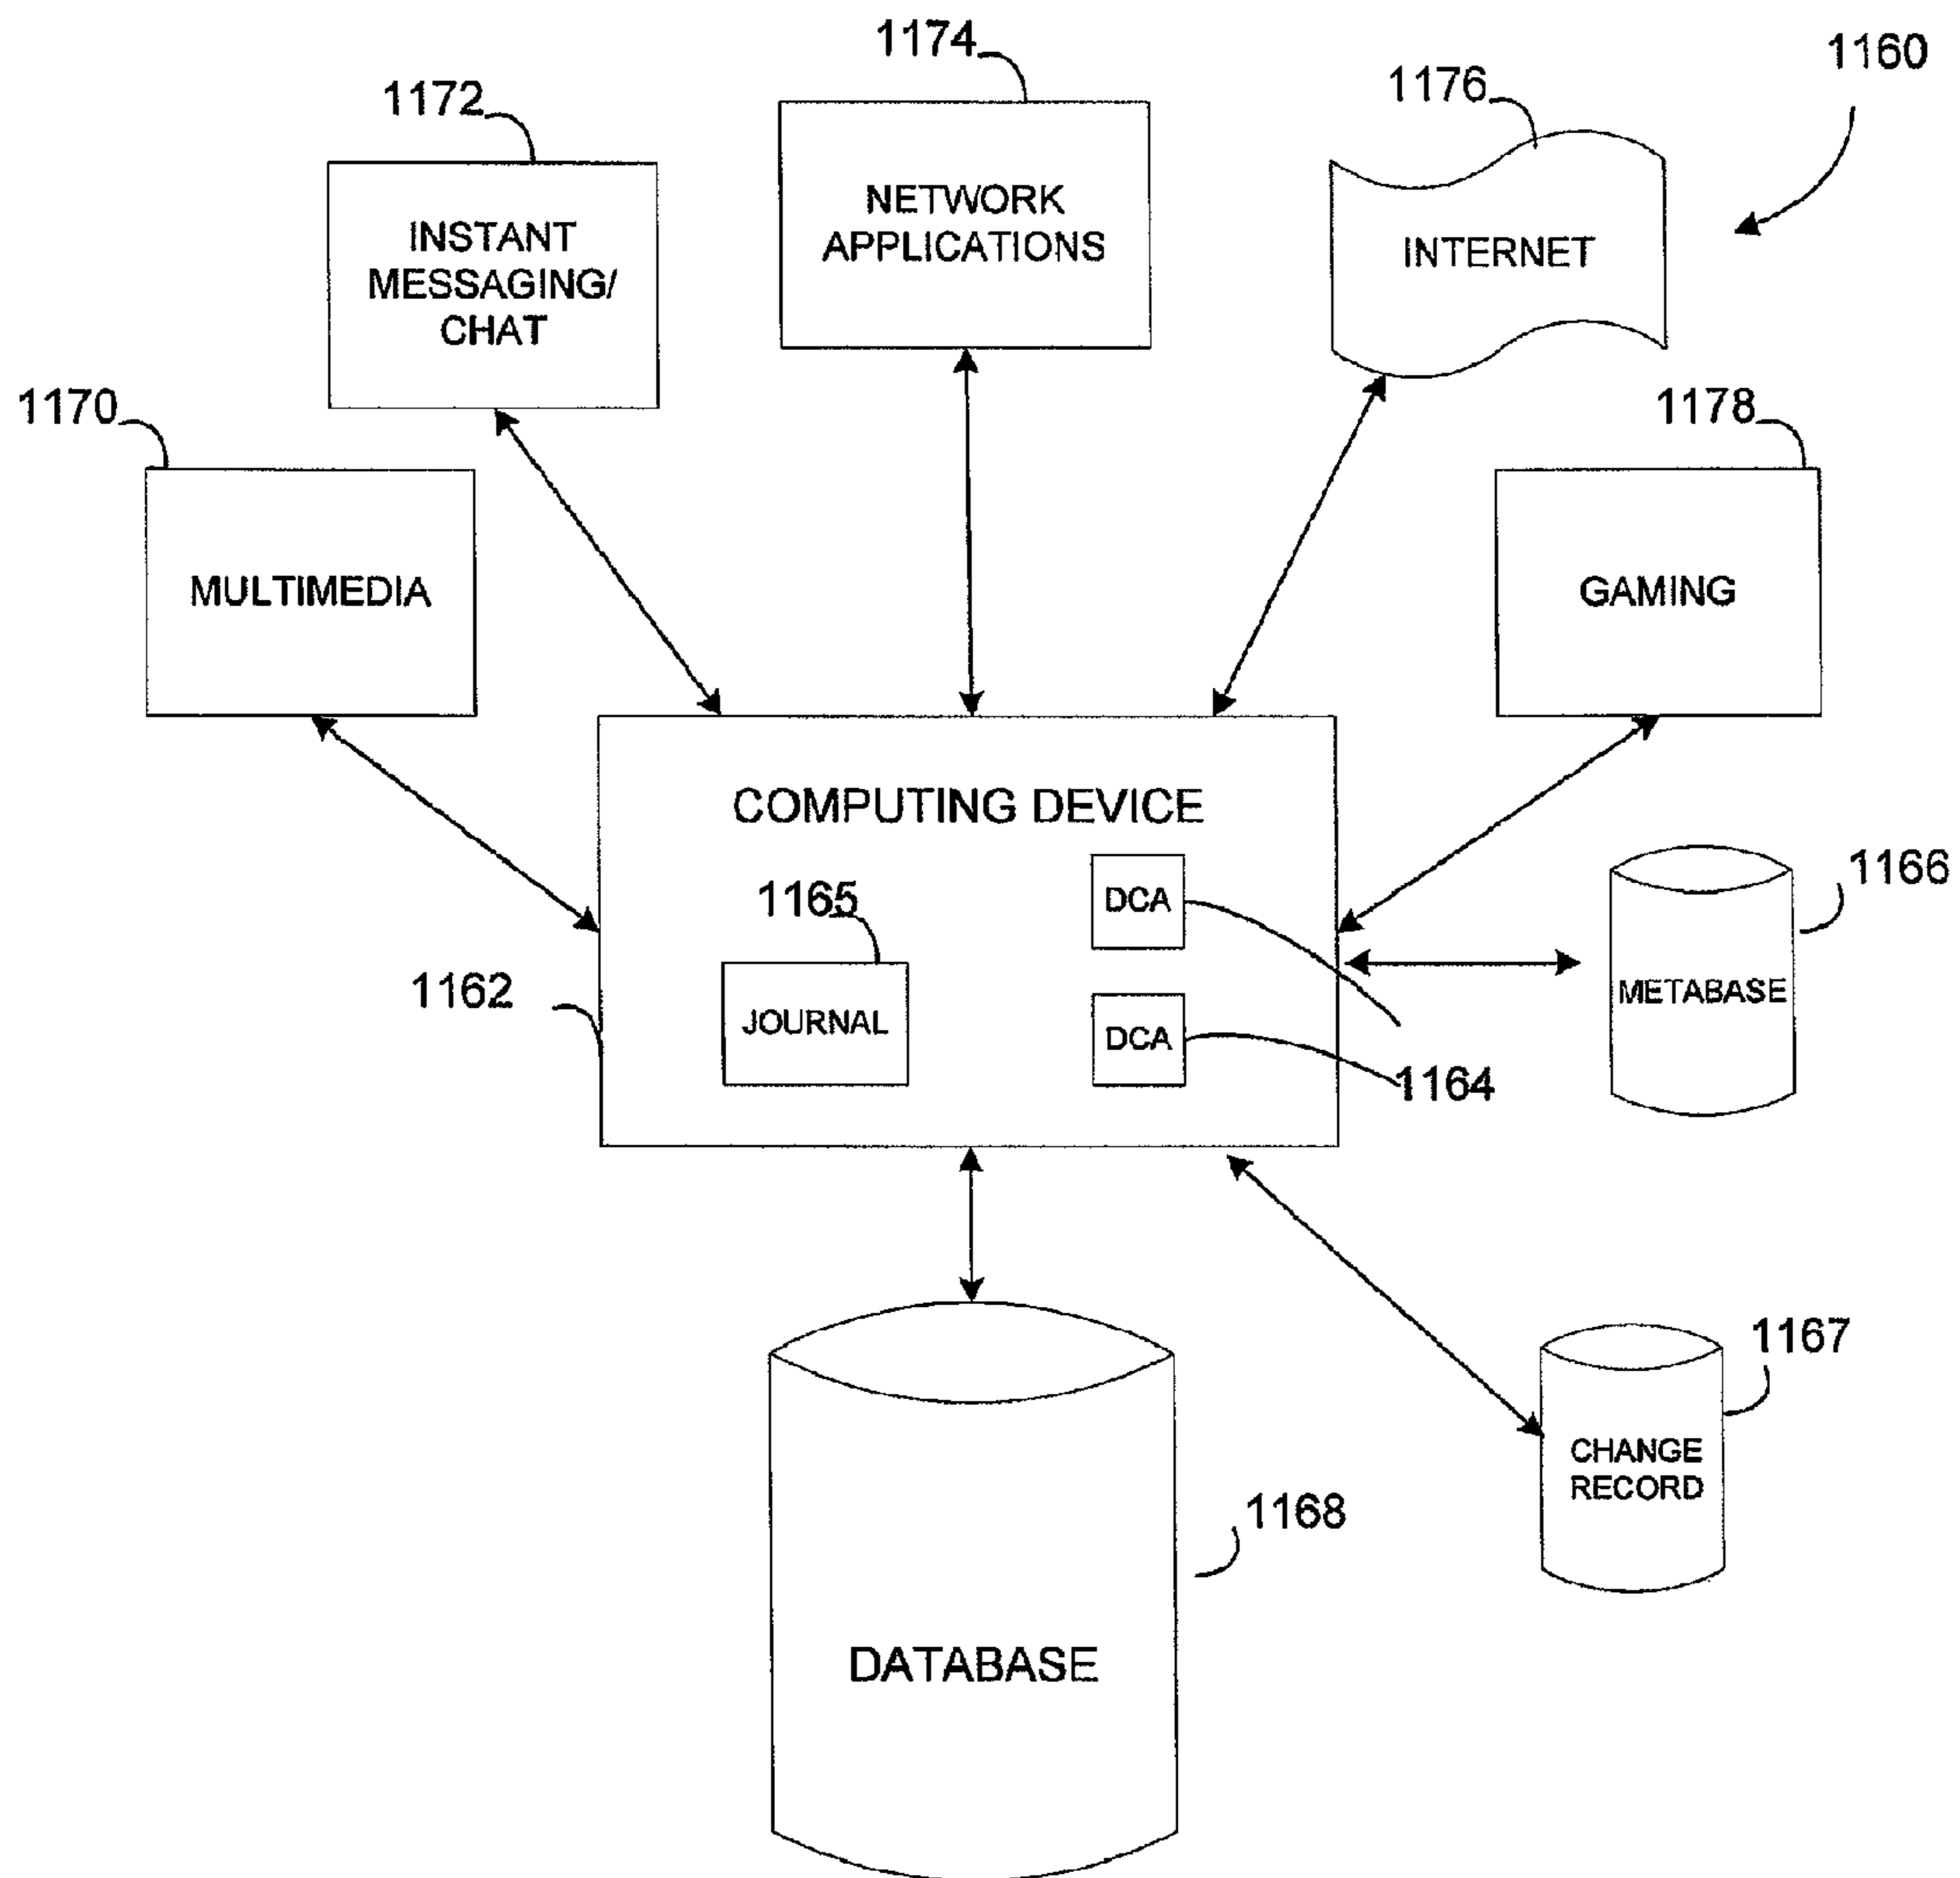 1174
1160
1176
1172
NETWORK
APPLICATIONS
INSTANT
MESSAGING/
CHAT
INTERNET
1170
1178
MULTIMEDIA
GAMING
COMPUTING DEVICE
1166
DCA
1165
METABASE
1162
JOURNAL
DCA
1164
1167
CHANGE
RECORD
1168
DATABASE